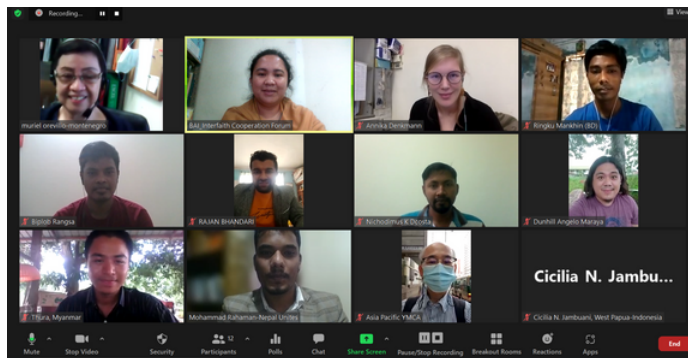 Recording...
View
muriel orevillo-montenegro
BAI_Interfaith Cooperation Forum
Annika Denkmann
Ringku Mankhin (BD)
Biplob Rangsa
RAJAN BHANDARI
Nichodimus K Dcosta
Dunhill Angelo Maraya
Thura, Myanmar
Mohammad Rahaman-Nepal Unites
Asia Pacific YMCA
Cicilia N. Jambu...
Cicilia N. Jambuani, West Papua-Indonesia
Mute
Stop Video
Security
12
Participants
Polls
Chat
Share Screen
Pause/Stop Recording
Breakout Rooms
Reactions
Apps
End